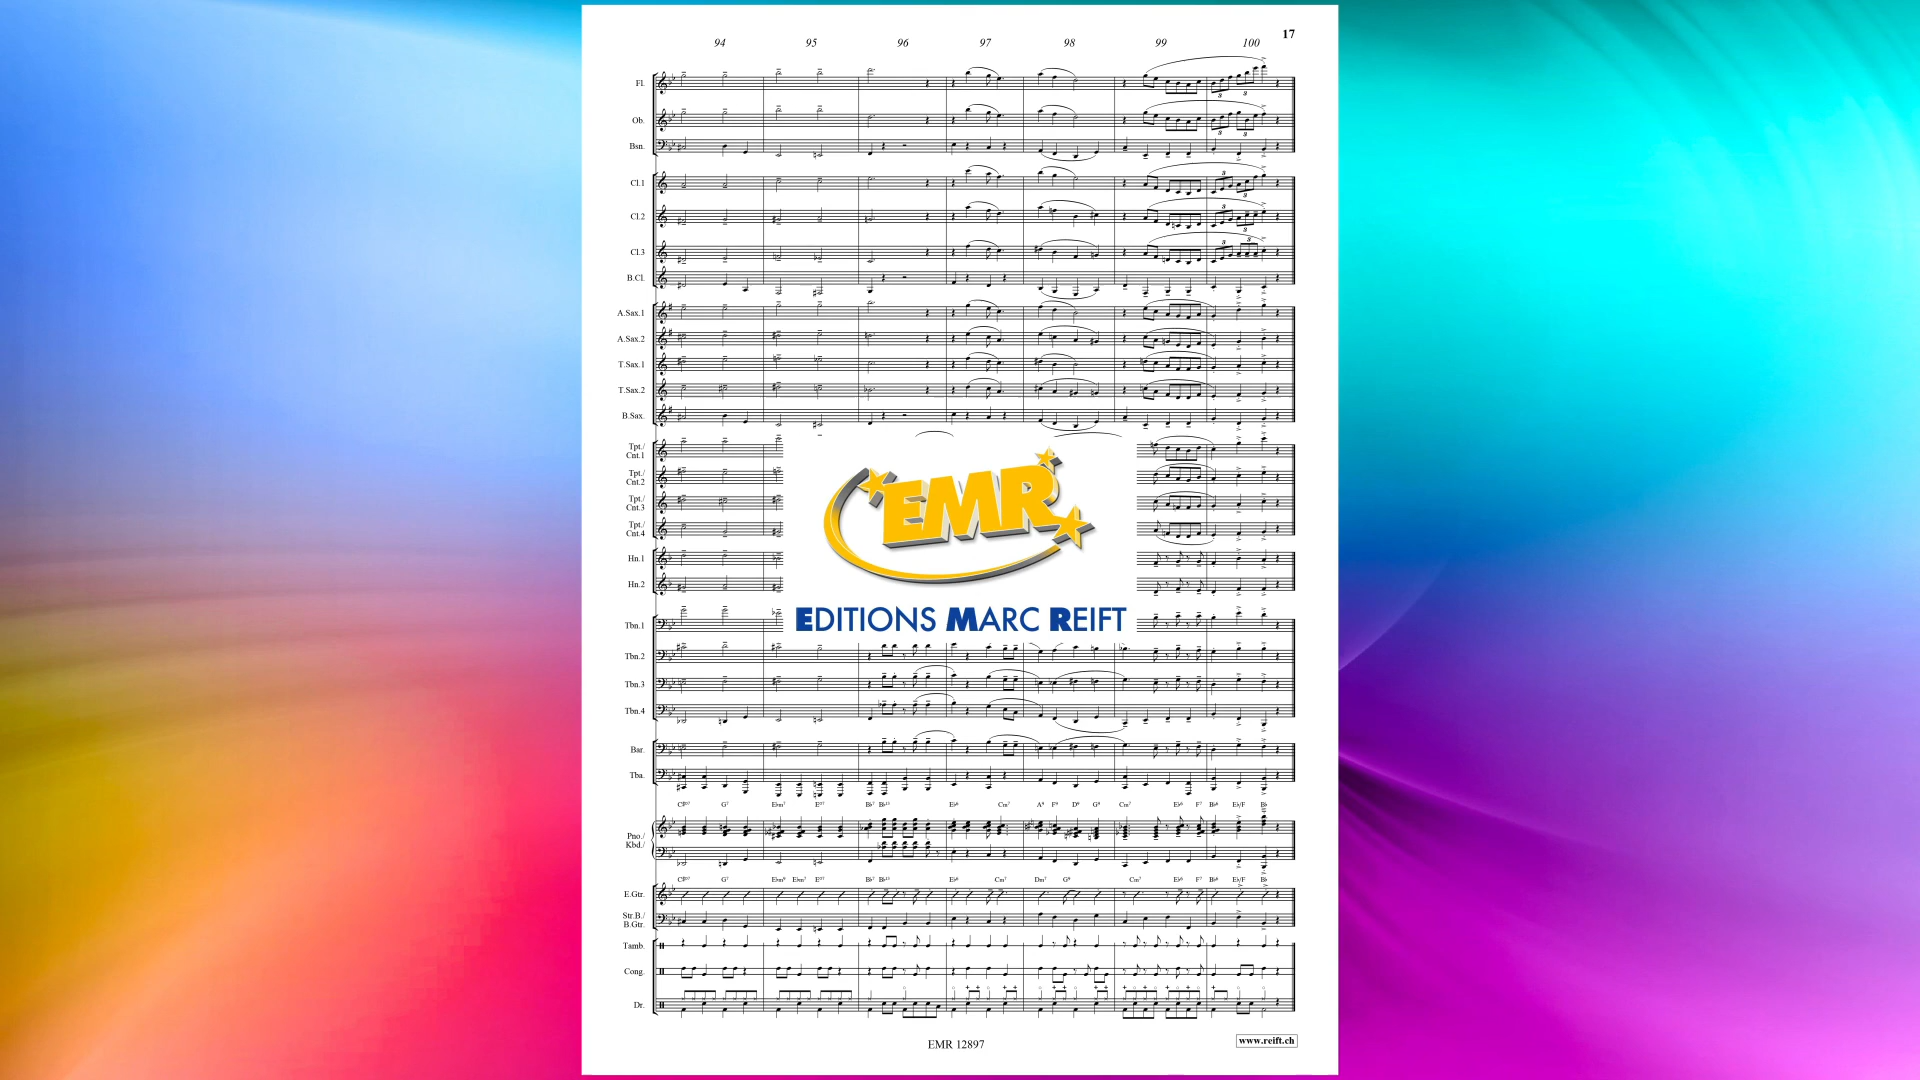 17
94 95 96 97 98 99 100
Fl.
Ob.
Bsn.
Cl.1
Cl.2
Cl.3
B.Cl.
A.Sax.1
A.Sax.2
T.Sax.1
T.Sax.2
B.Sax.
Tpt./
Cnt.1
Tpt./
Cnt.2
Tpt./
Cnt.3
Tpt./
Cnt.4
Hn.1
Hn.2
EMR
EDITIONS MARC REIFT
Tbn.1
Tbn.2
Tbn.3
Tbn.4
Bar.
Tba.
Pno./
Kbd./
E.Gtr.
Str.B./
B.Gtr.
Tamb.
Cong.
Dr.
EMR 12897
www.reift.ch